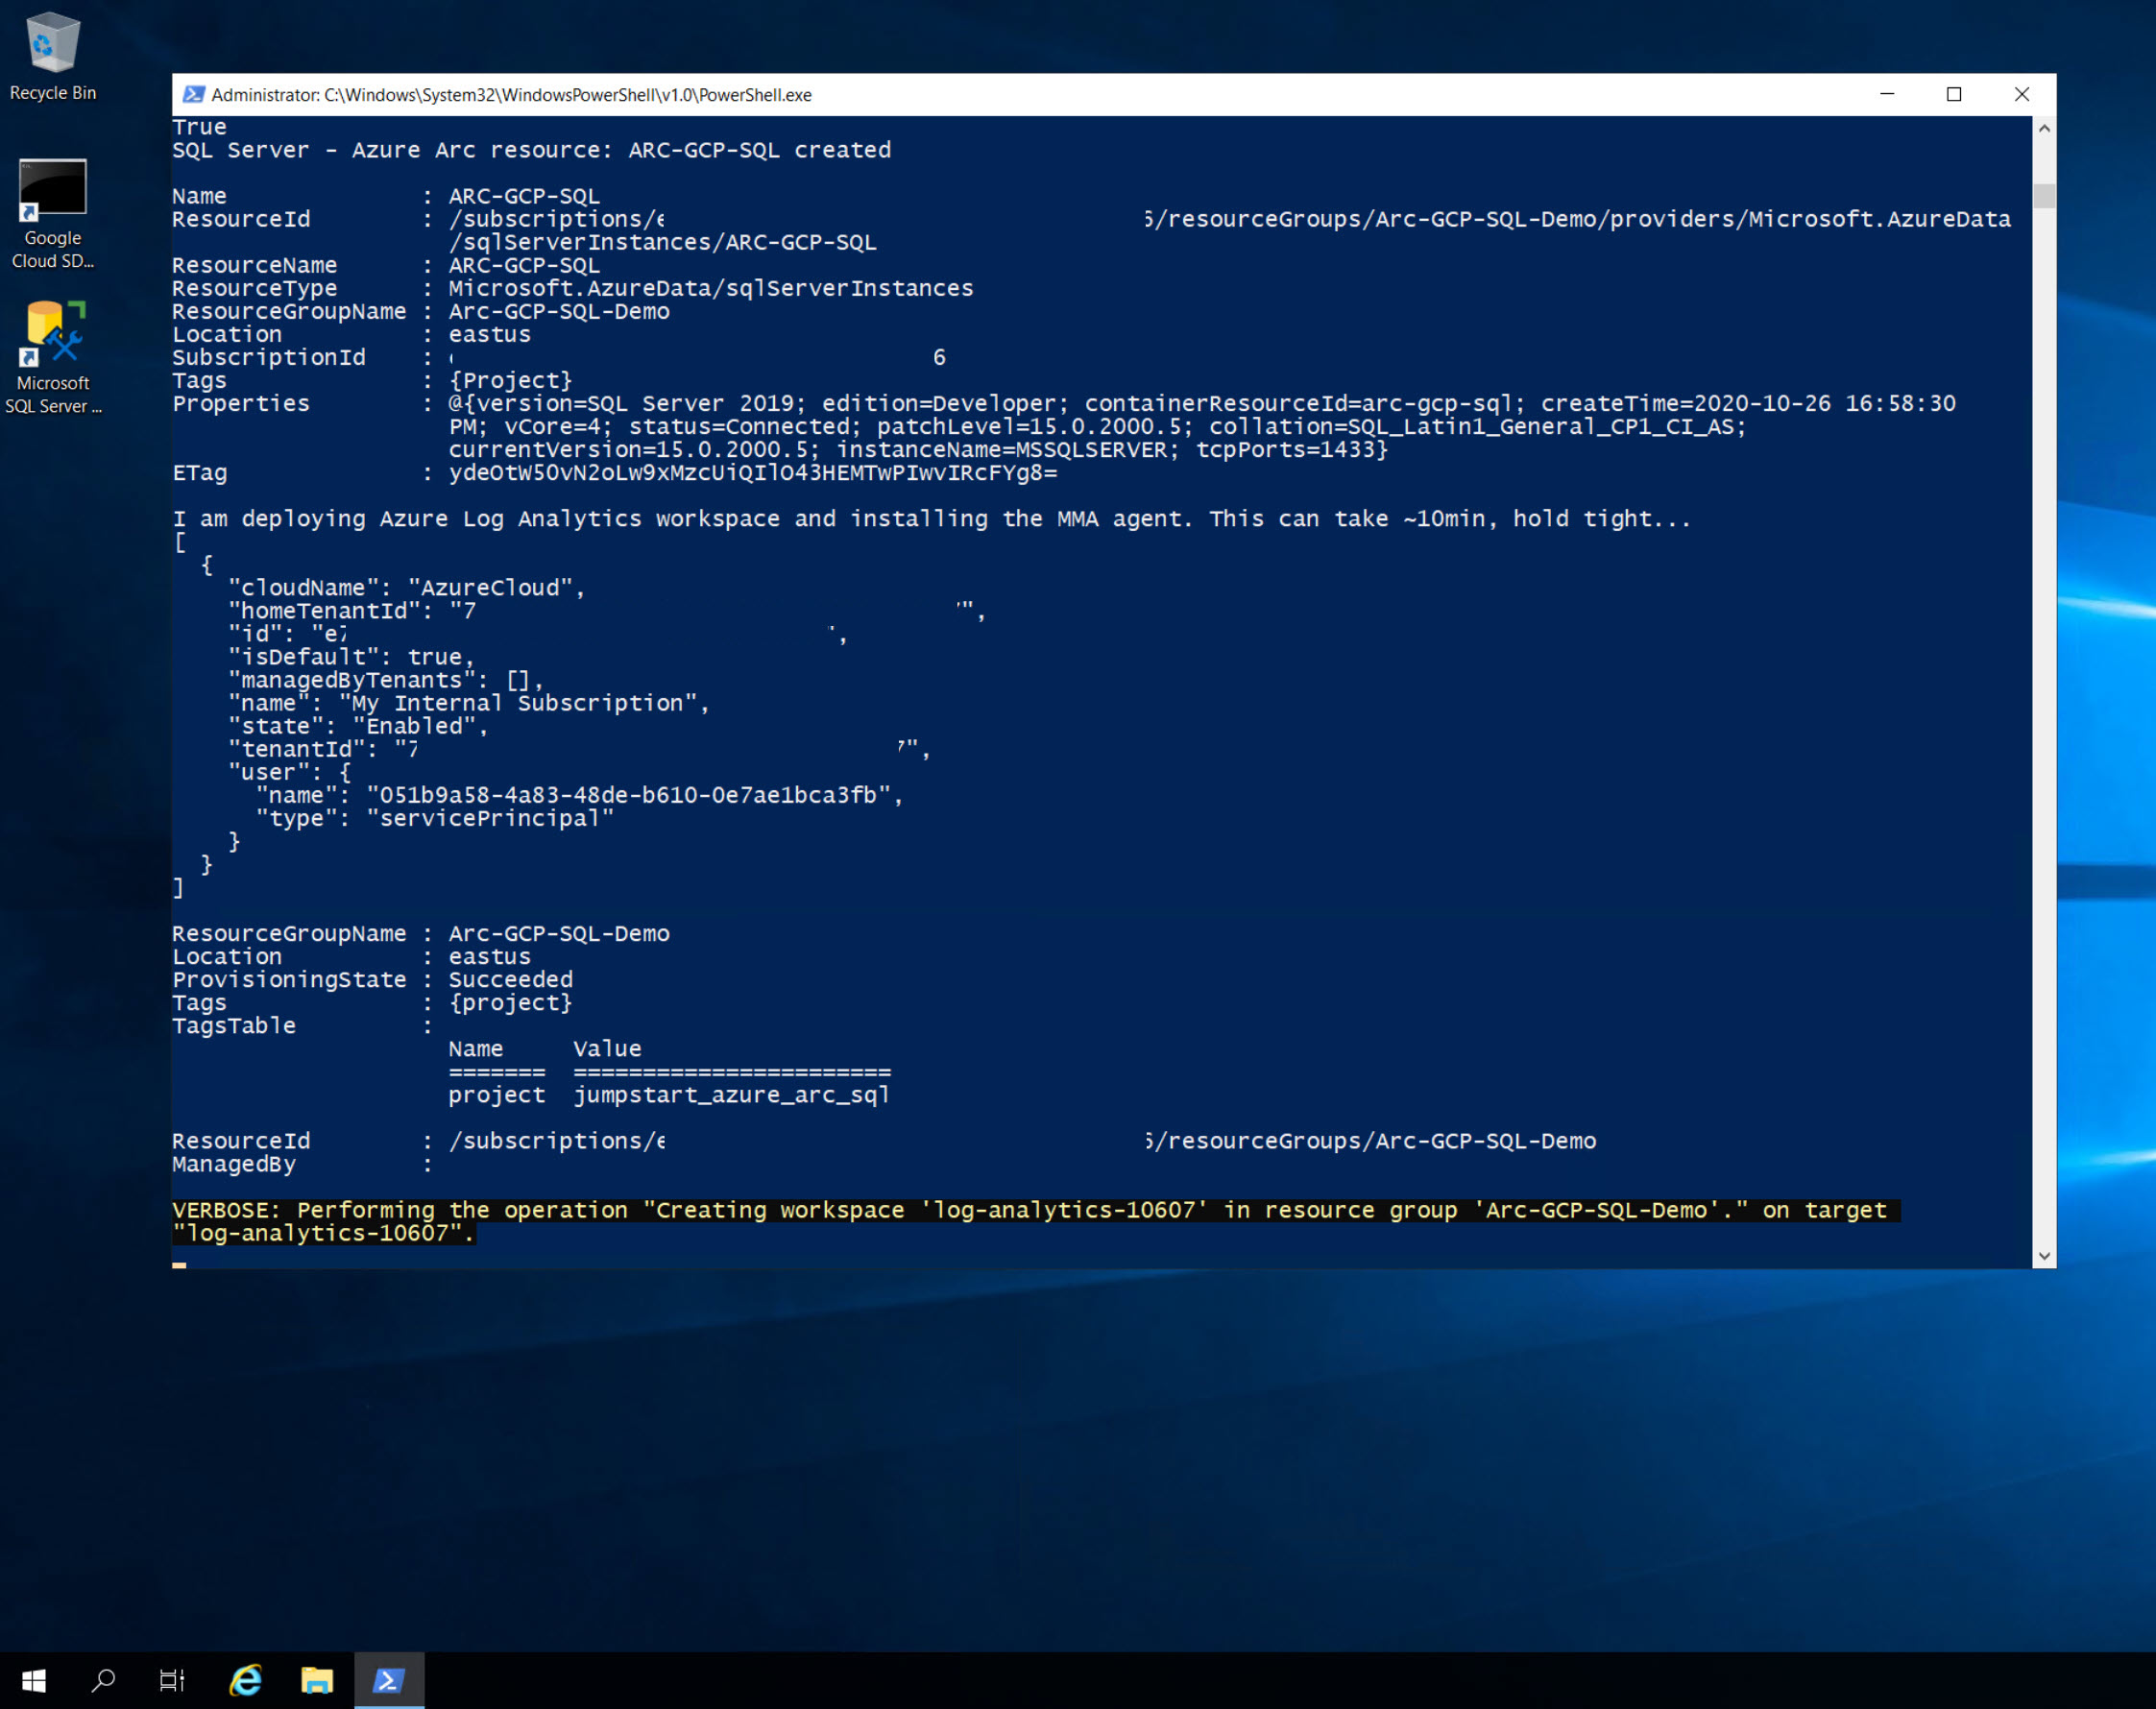 Recycle Bin
Google
Cloud SD...
Microsoft
SQL Server ...
Administrator: C:\Windows\System32\WindowsPowerShell\v1.0\PowerShell.exe
True
SQL Server - Azure Arc resource: ARC-GCP-SQL created
Name : ARC-GCP-SQL
ResourceId : /subscriptions/e 6/resourceGroups/Arc-GCP-SQL-Demo/providers/Microsoft.AzureData
/sqlServerInstances/ARC-GCP-SQL
ResourceName : ARC-GCP-SQL
ResourceType : Microsoft.AzureData/sqlServerInstances
ResourceGroupName : Arc-GCP-SQL-Demo
Location : eastus
SubscriptionId : 6
Tags : {Project}
Properties : @{version=SQL Server 2019; edition=Developer; containerResourceId=arc-gcp-sql; createTime=2020-10-26 16:58:30
PM; vCore=4; status=Connected; patchLevel=15.0.2000.5; collation=SQL_Latin1_General_CP1_CI_AS;
currentVersion=15.0.2000.5; instanceName=MSSQLSERVER; tcpPorts=1433}
ETag : ydeOtW50vN2oLw9xMzcUiQIlO43HEMTwPIwvIRcFYg8=
I am deploying Azure Log Analytics workspace and installing the MMA agent. This can take ~10min, hold tight...
[
{
"cloudName": "AzureCloud",
"homeTenantId": "7 ",
"id": "e7 ",
"isDefault": true,
"managedByTenants": [],
"name": "My Internal Subscription",
"state": "Enabled",
"tenantId": "7 7",
"user": {
"name": "051b9a58-4a83-48de-b610-0e7ae1bca3fb",
"type": "servicePrincipal"
}
}
]
ResourceGroupName : Arc-GCP-SQL-Demo
Location : eastus
ProvisioningState : Succeeded
Tags : {project}
TagsTable :
Name Value
======= =======================
project jumpstart_azure_arc_sql
ResourceId : /subscriptions/e 6/resourceGroups/Arc-GCP-SQL-Demo
ManagedBy :
VERBOSE: Performing the operation "Creating workspace 'log-analytics-10607' in resource group 'Arc-GCP-SQL-Demo'." on target
"log-analytics-10607".